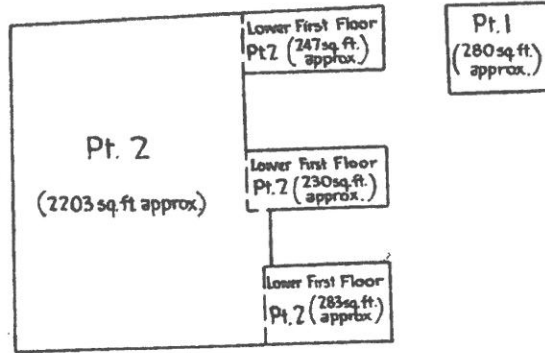 Lower First Floor
Pt.2 (247sq.ft. approx.)
Pt. 1
(280sq.ft. approx.)
Pt. 2
(2203 sq.ft approx.)
Lower First Floor
Pt.2 (230sq.ft. approx.)
Lower First Floor
Pt.2 (283sq.ft. approx.)